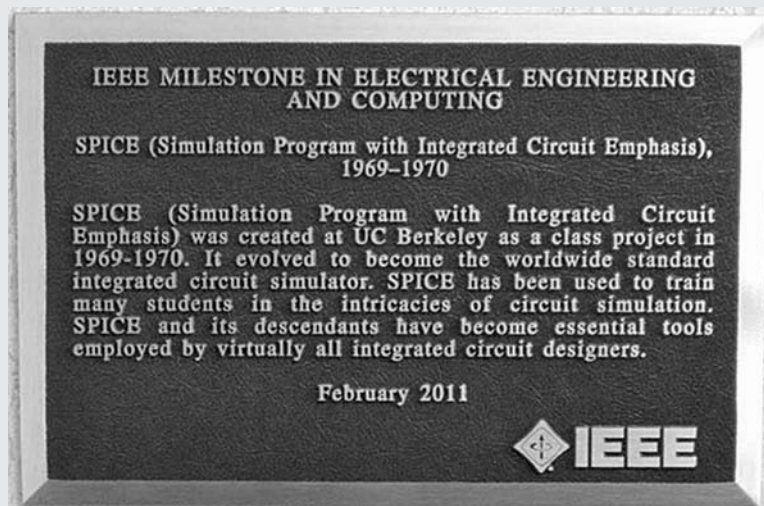 IEEE MILESTONE IN ELECTRICAL ENGINEERING
AND COMPUTING
SPICE (Simulation Program with Integrated Circuit Emphasis),
1969–1970
SPICE (Simulation Program with Integrated Circuit
Emphasis) was created at UC Berkeley as a class project in
1969-1970. It evolved to become the worldwide standard
integrated circuit simulator. SPICE has been used to train
many students in the intricacies of circuit simulation.
SPICE and its descendants have become essential tools
employed by virtually all integrated circuit designers.
February 2011
IEEE